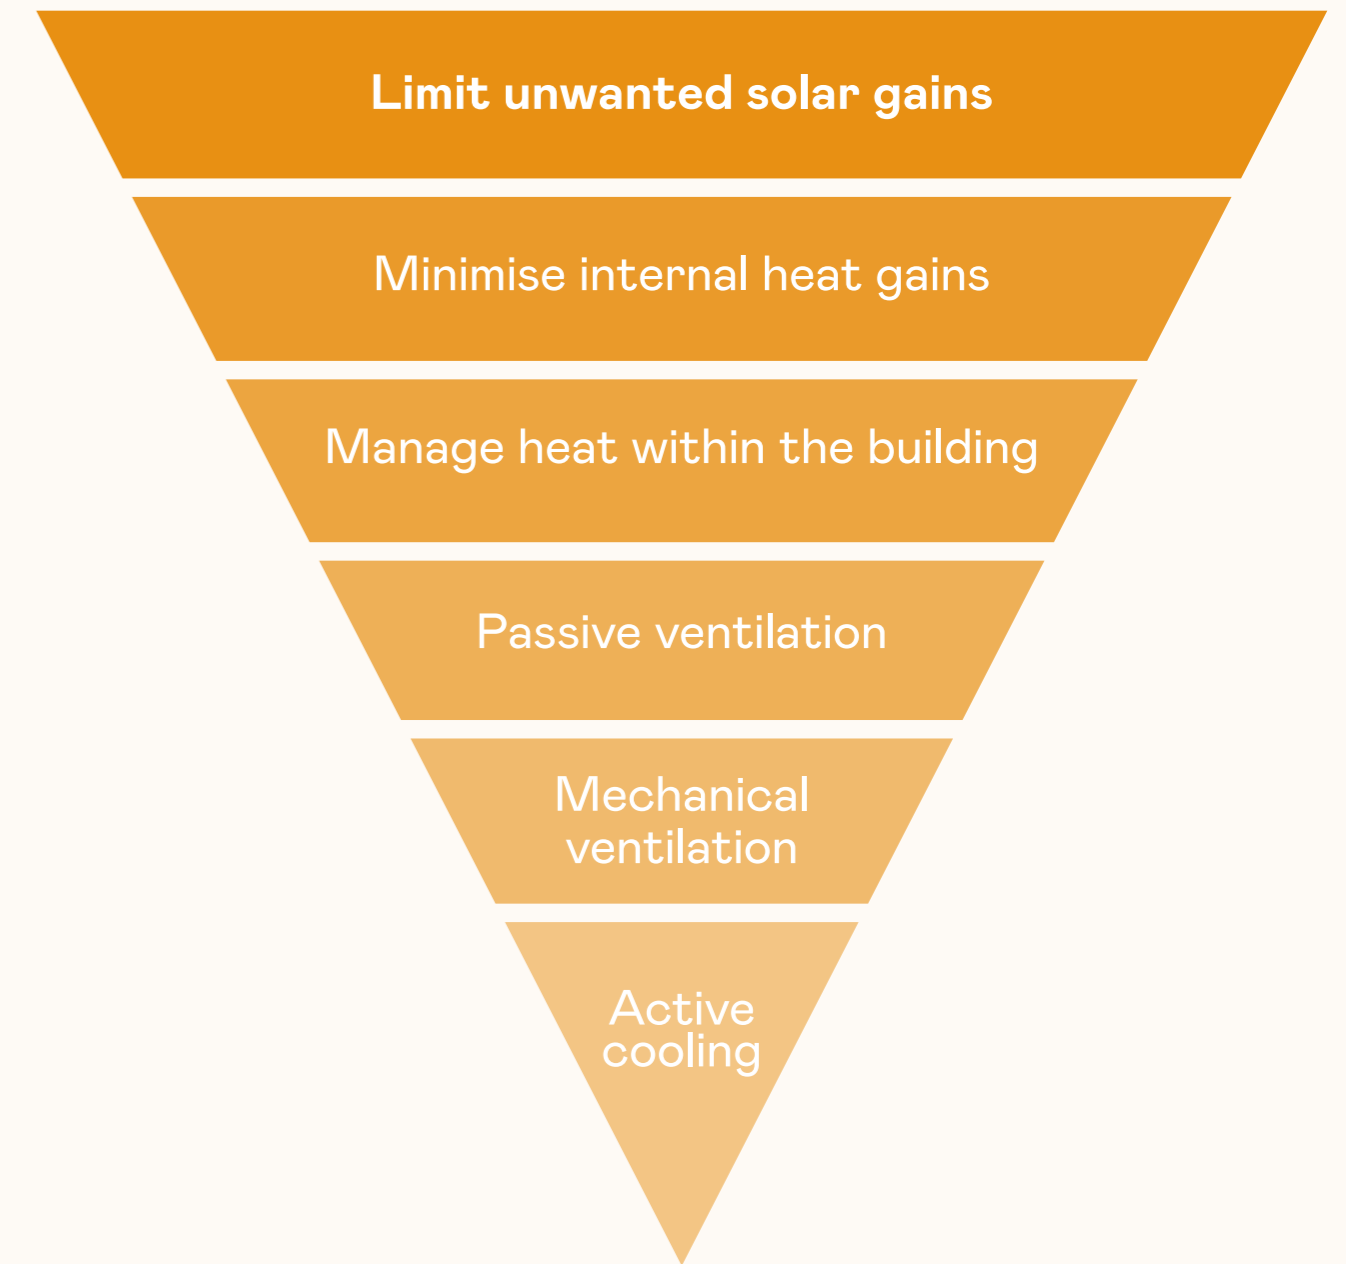 Limit unwanted solar gains
Minimise internal heat gains
Manage heat within the building
Passive ventilation
Mechanical
ventilation
Active
cooling